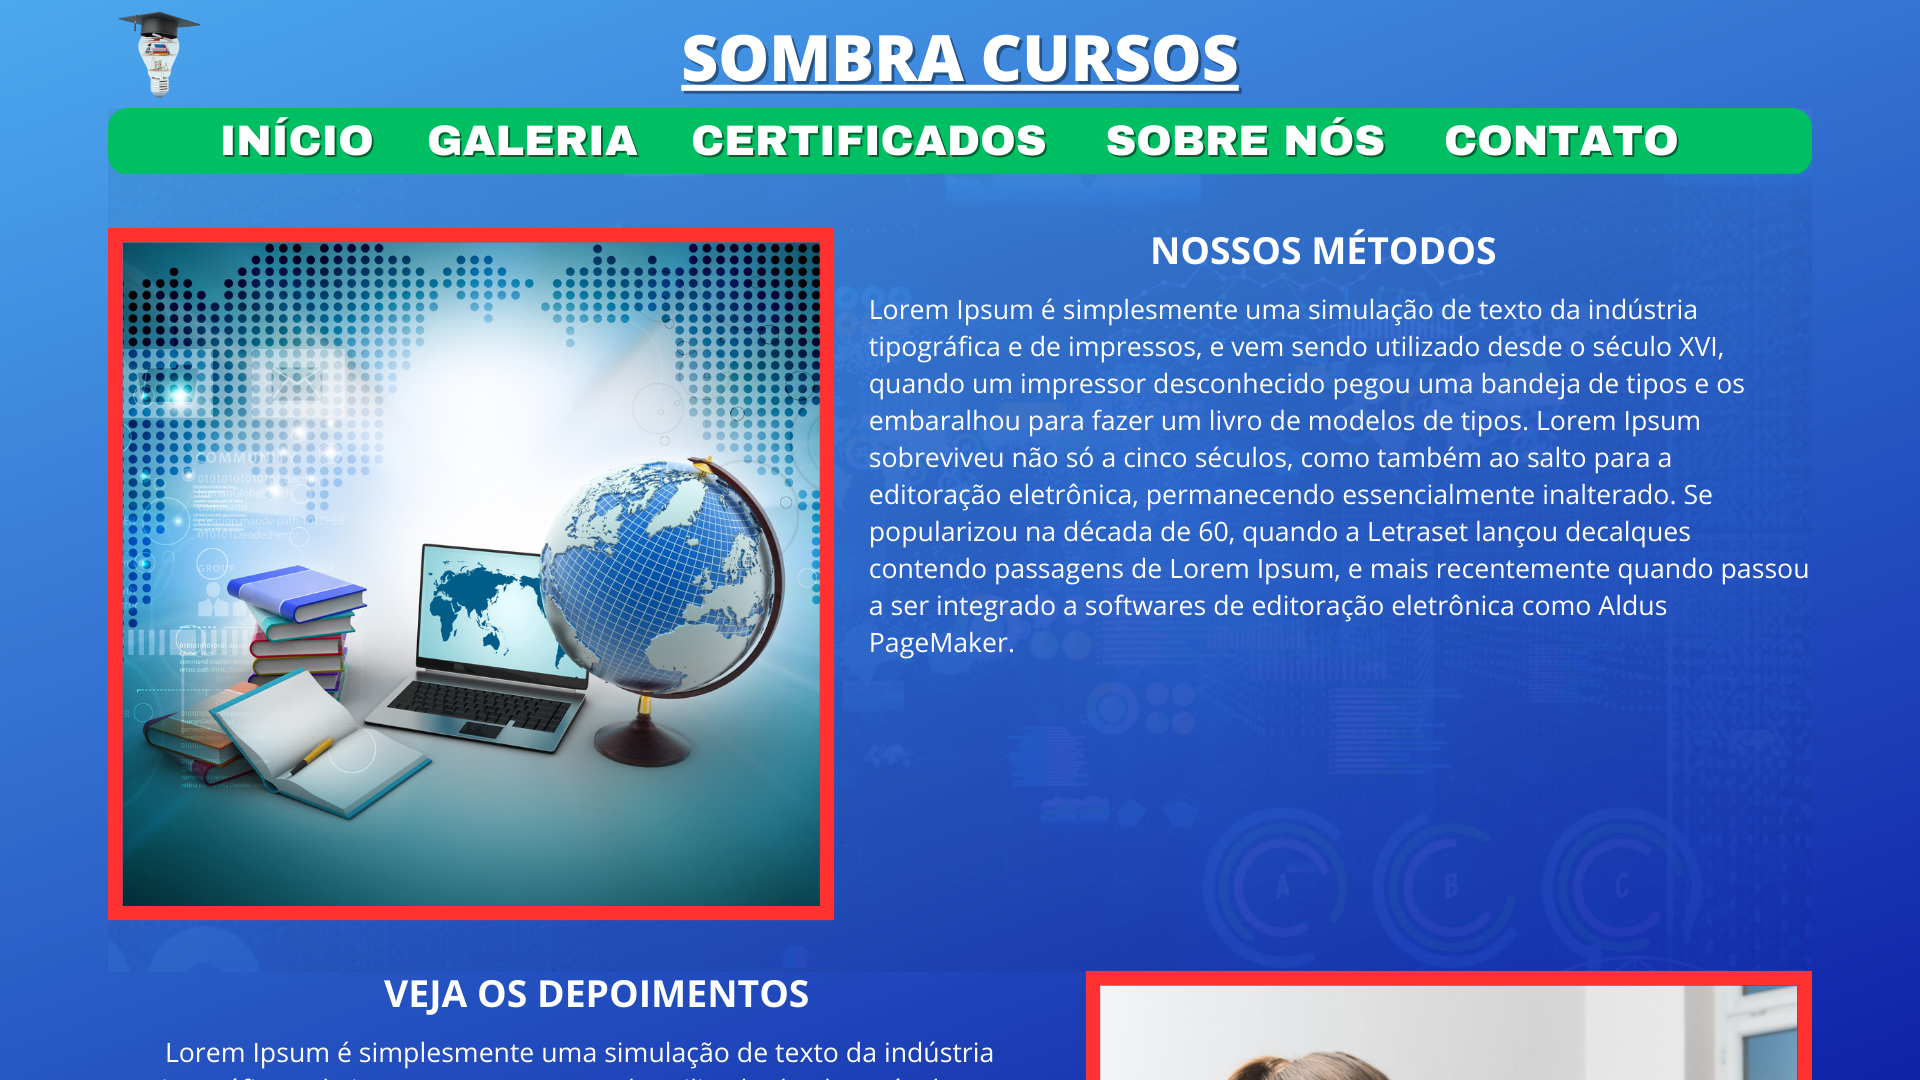 SOMBRA CURSOS
INÍCIO GALERIA CERTIFICADOS SOBRE NÓS CONTATO
NOSSOS MÉTODOS
Lorem Ipsum é simplesmente uma simulação de texto da indústria
tipográfica e de impressos, e vem sendo utilizado desde o século XVI,
quando um impressor desconhecido pegou uma bandeja de tipos e os
embaralhou para fazer um livro de modelos de tipos. Lorem Ipsum
sobreviveu não só a cinco séculos, como também ao salto para a
editoração eletrônica, permanecendo essencialmente inalterado. Se
popularizou na década de 60, quando a Letraset lançou decalques
contendo passagens de Lorem Ipsum, e mais recentemente quando passou
a ser integrado a softwares de editoração eletrônica como Aldus
PageMaker.
GROUP
A B C
VEJA OS DEPOIMENTOS
Lorem Ipsum é simplesmente uma simulação de texto da indústria